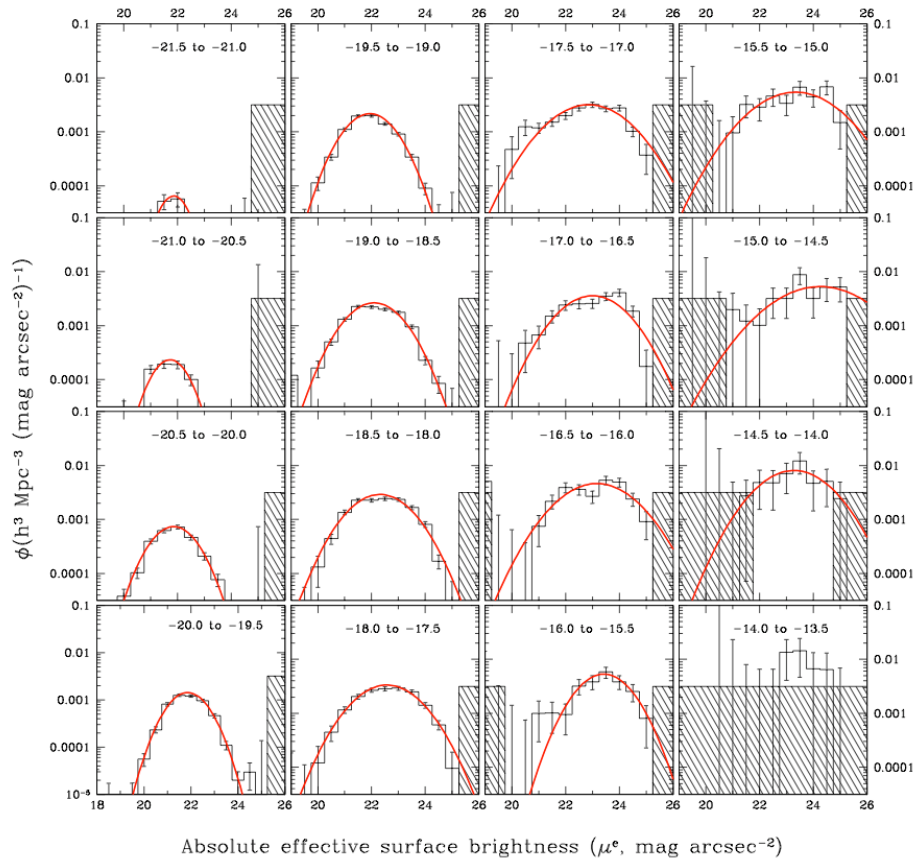 20 22 24 26 20 22 24 26 20 22 24 26 20 22 24 26
0.1 -21.5 to -21.0 -19.5 to -19.0 -17.5 to -17.0 -15.5 to -15.0
0.01 0.01
0.001 0.001
0.0001 0.0001
0.1 -21.0 to -20.5 -19.0 to -18.5 -17.0 to -16.5 -15.0 to -14.5 0.1
0.01 0.01
0.001 0.001
0.0001 0.0001
0.1 -20.5 to -20.0 -18.5 to -18.0 -16.5 to -16.0 -14.5 to -14.0 0.1
0.01 0.01
0.001 0.001
0.0001 0.0001
0.1 -20.0 to -19.5 -18.0 to -17.5 -16.0 to -15.5 -14.0 to -13.5 0.1
0.01 0.01
0.001 0.001
0.0001 0.0001
10⁻⁵
18 20 22 24 26 20 22 24 26 20 22 24 26 20 22 24 26
ϕ(h³ Mpc⁻³ (mag arcsec⁻²)⁻¹)
Absolute effective surface brightness (μᵉ, mag arcsec⁻²)